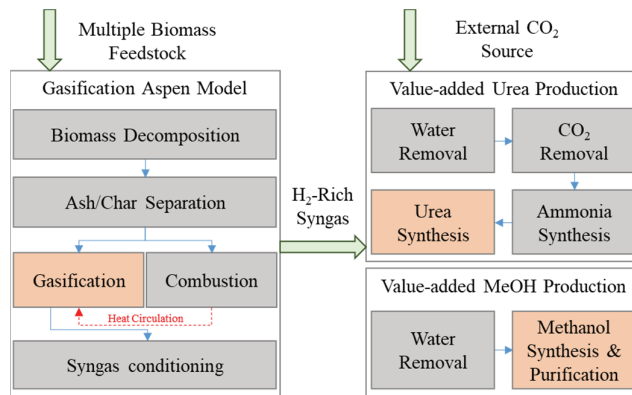 Multiple Biomass
Feedstock
External CO₂
Source
Gasification Aspen Model
Biomass Decomposition
Ash/Char Separation
Gasification
Combustion
Heat Circulation
Syngas conditioning
H₂-Rich
Syngas
Value-added Urea Production
Water
Removal
CO₂
Removal
Urea
Synthesis
Ammonia
Synthesis
Value-added MeOH Production
Water
Removal
Methanol
Synthesis &
Purification